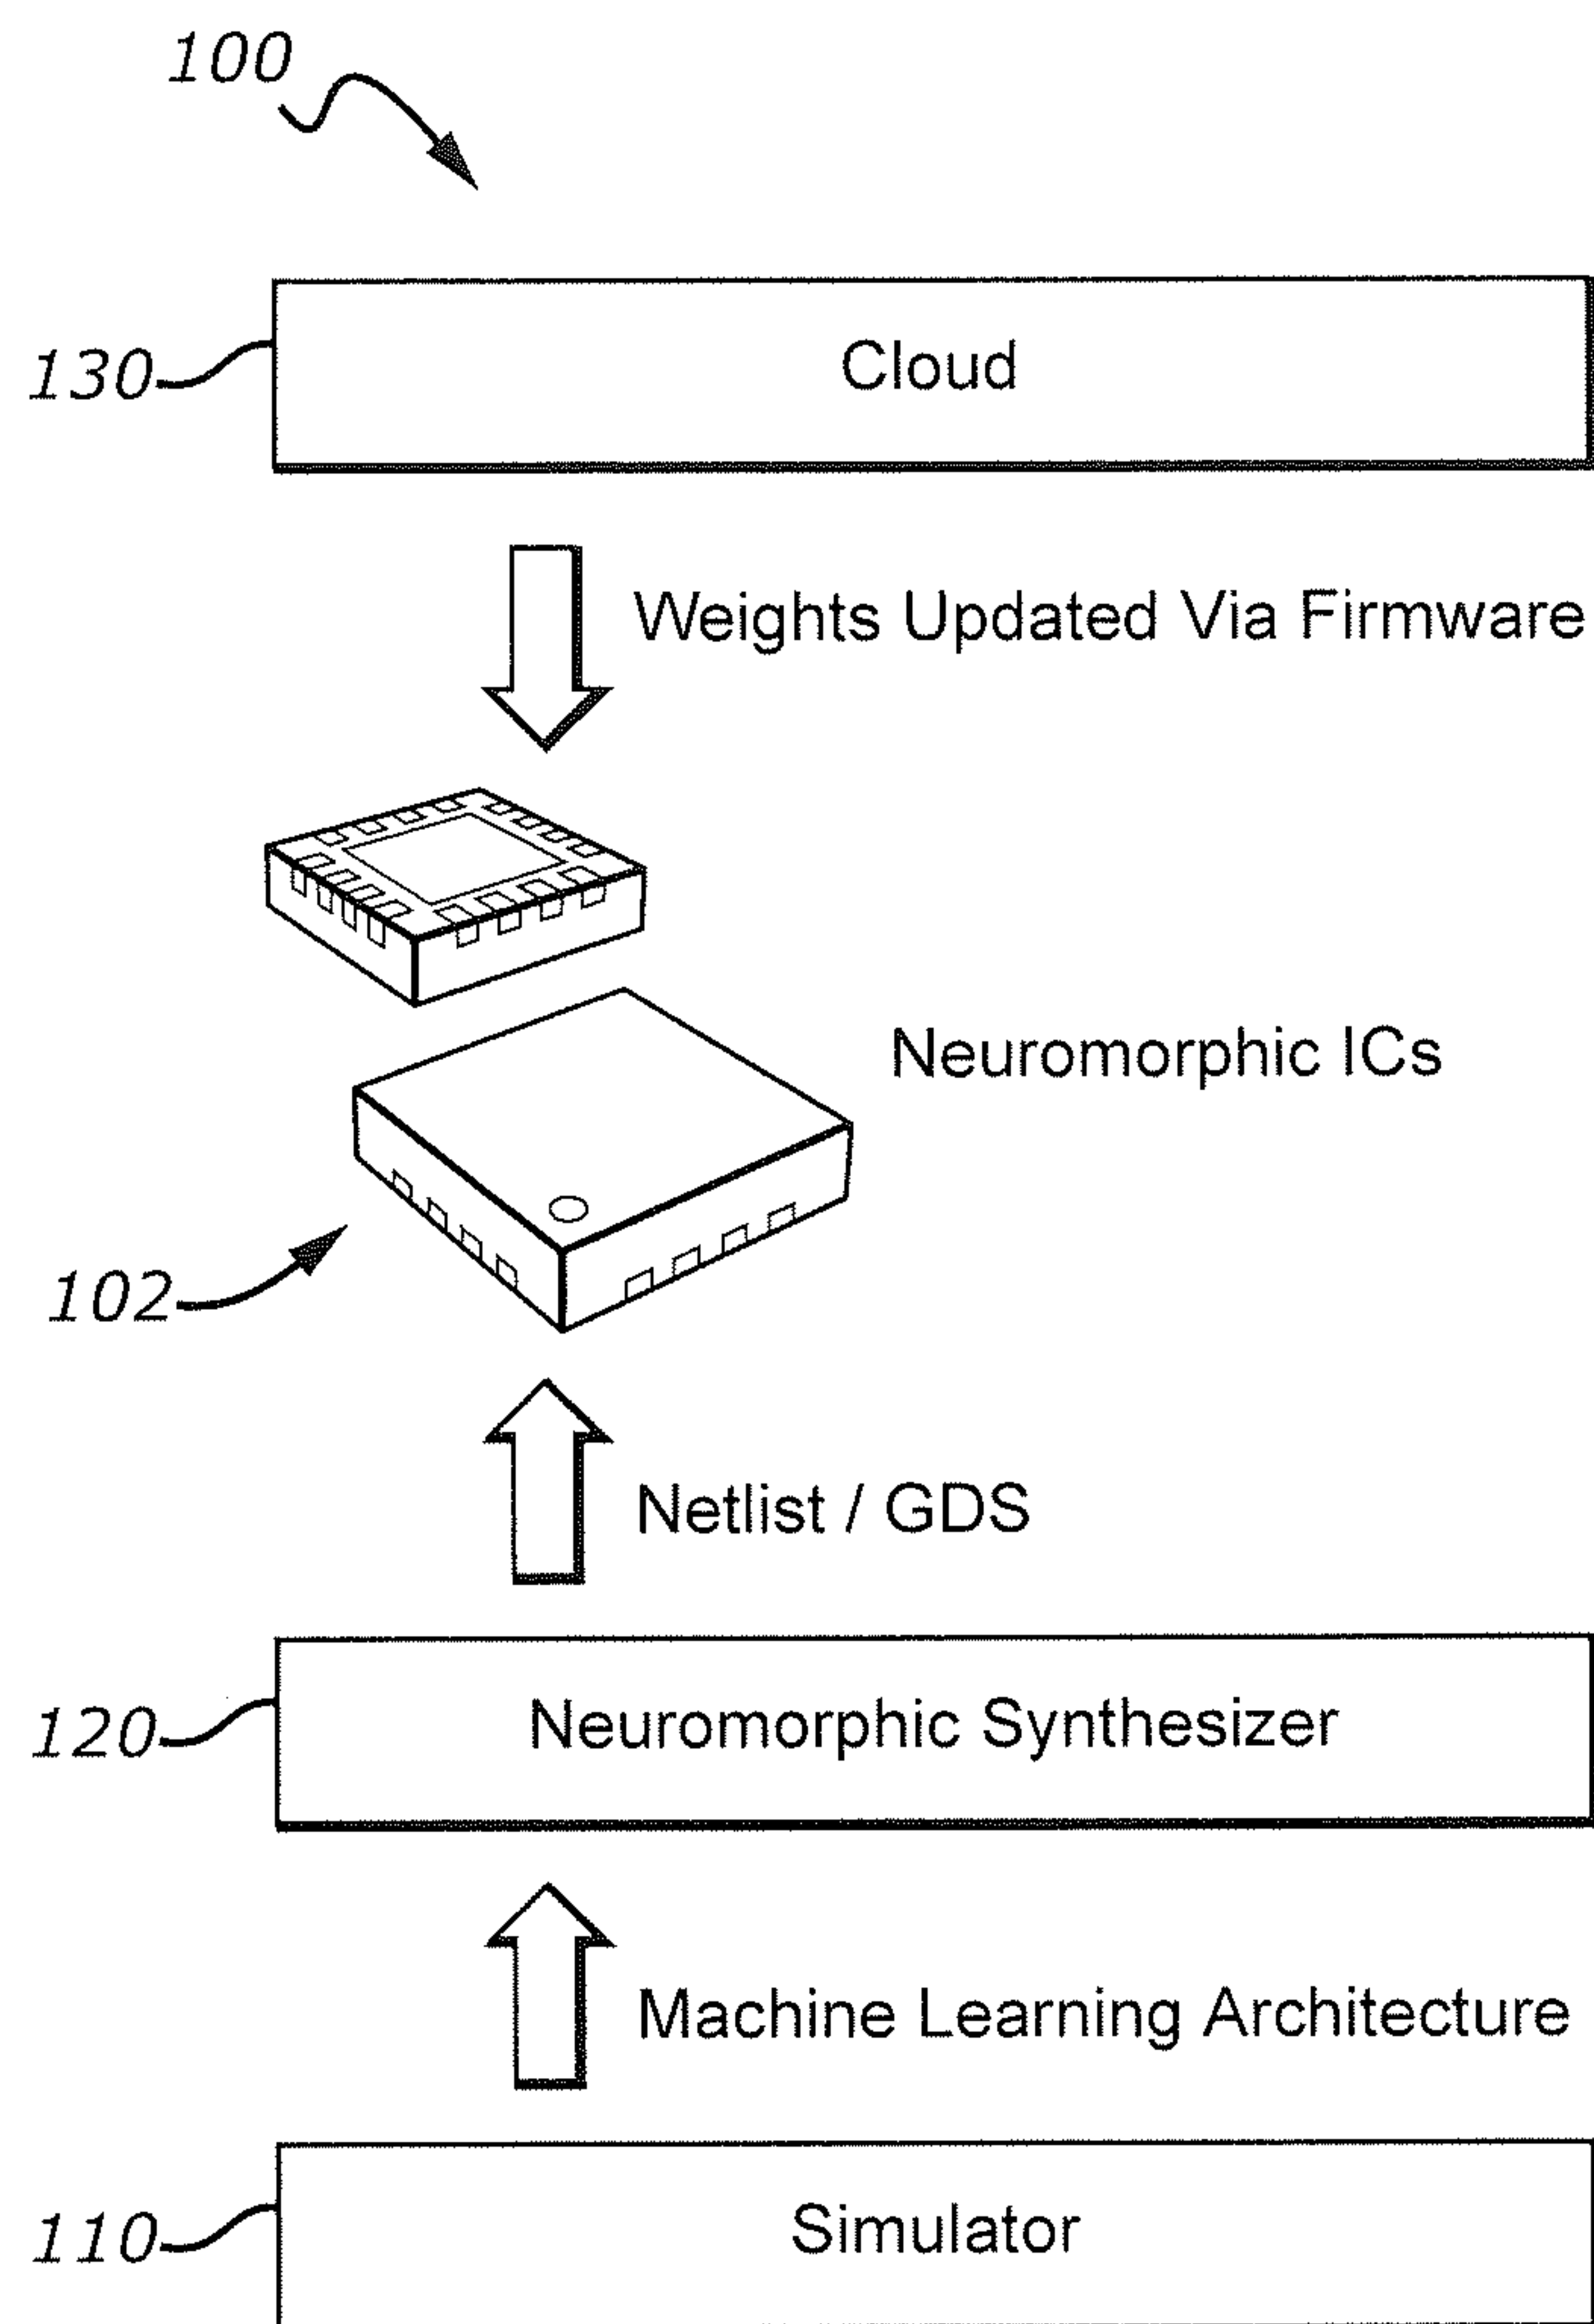 100
130
Cloud
Weights Updated Via Firmware
Neuromorphic ICs
102
Netlist / GDS
120
Neuromorphic Synthesizer
Machine Learning Architecture
110
Simulator